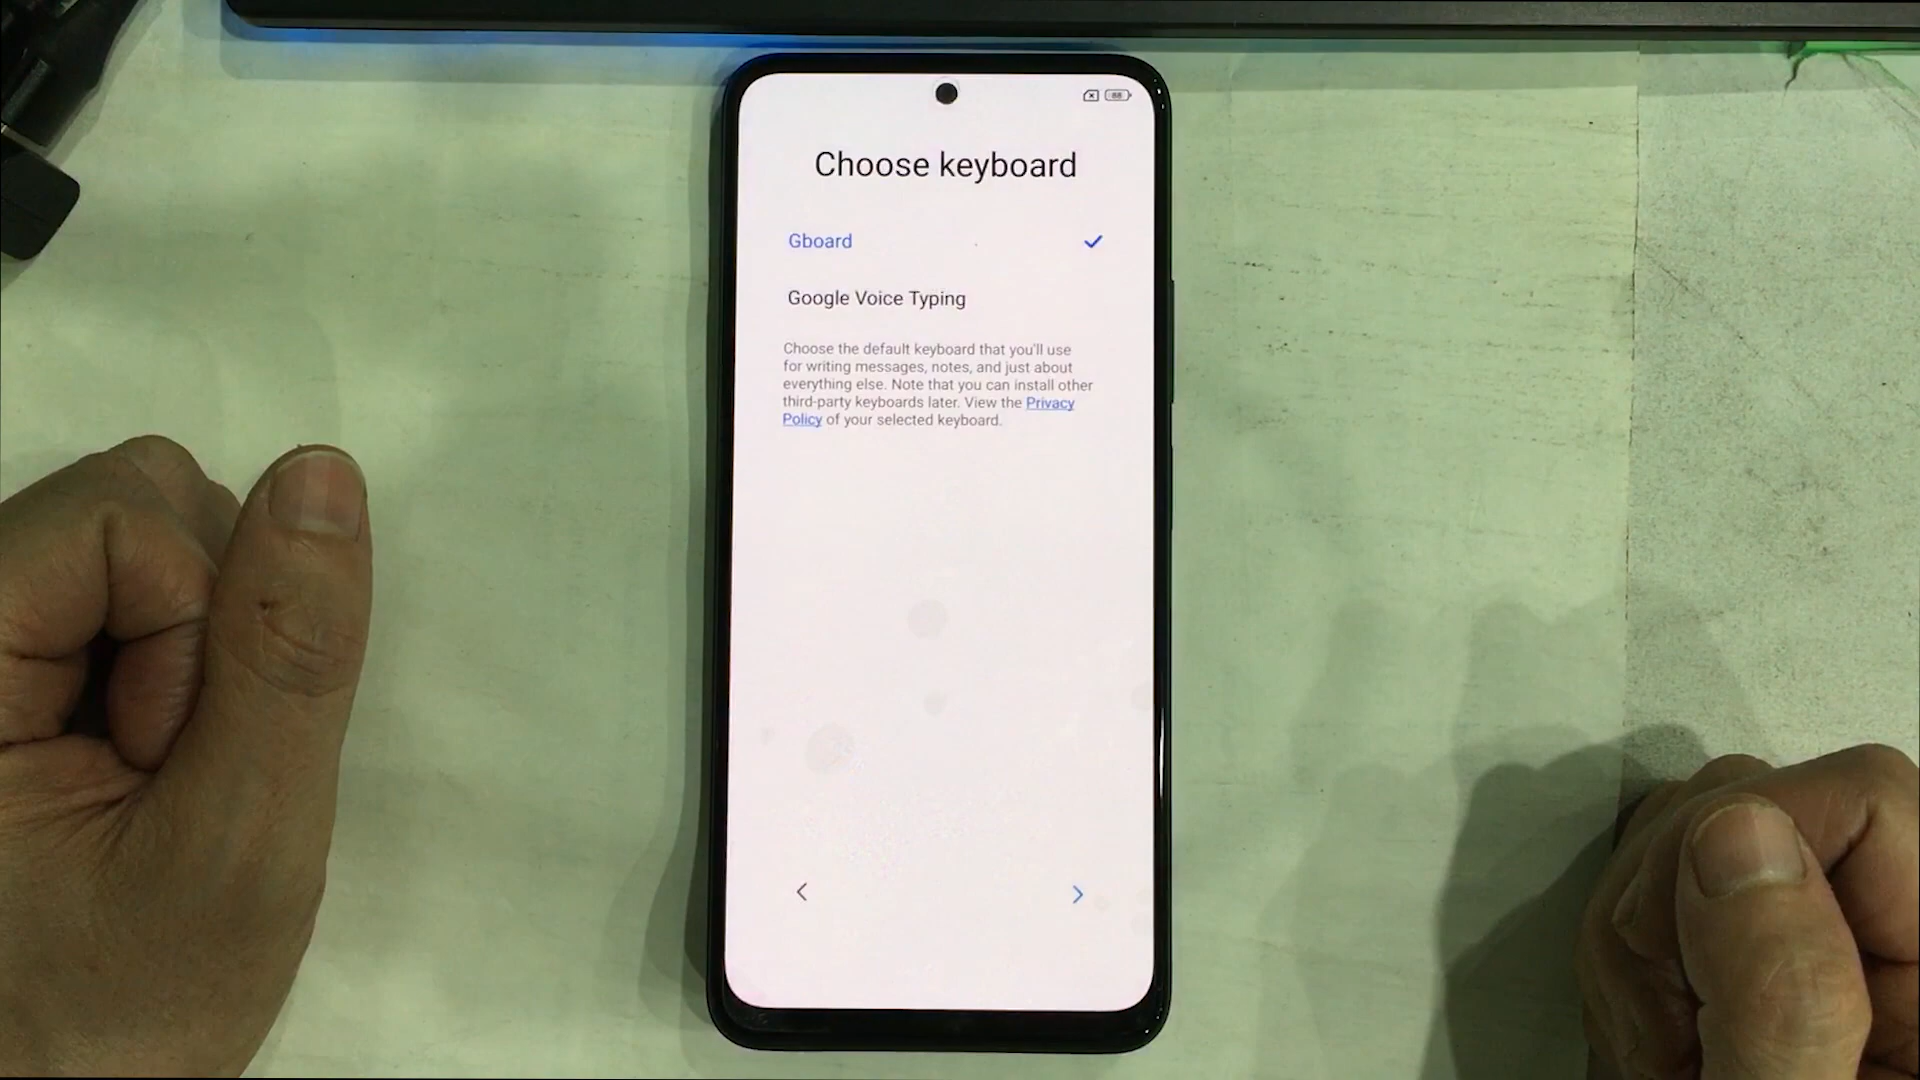 88
Choose keyboard
Gboard
Google Voice Typing
Choose the default keyboard that you'll use
for writing messages, notes, and just about
everything else. Note that you can install other
third-party keyboards later. View the Privacy
Policy of your selected keyboard.